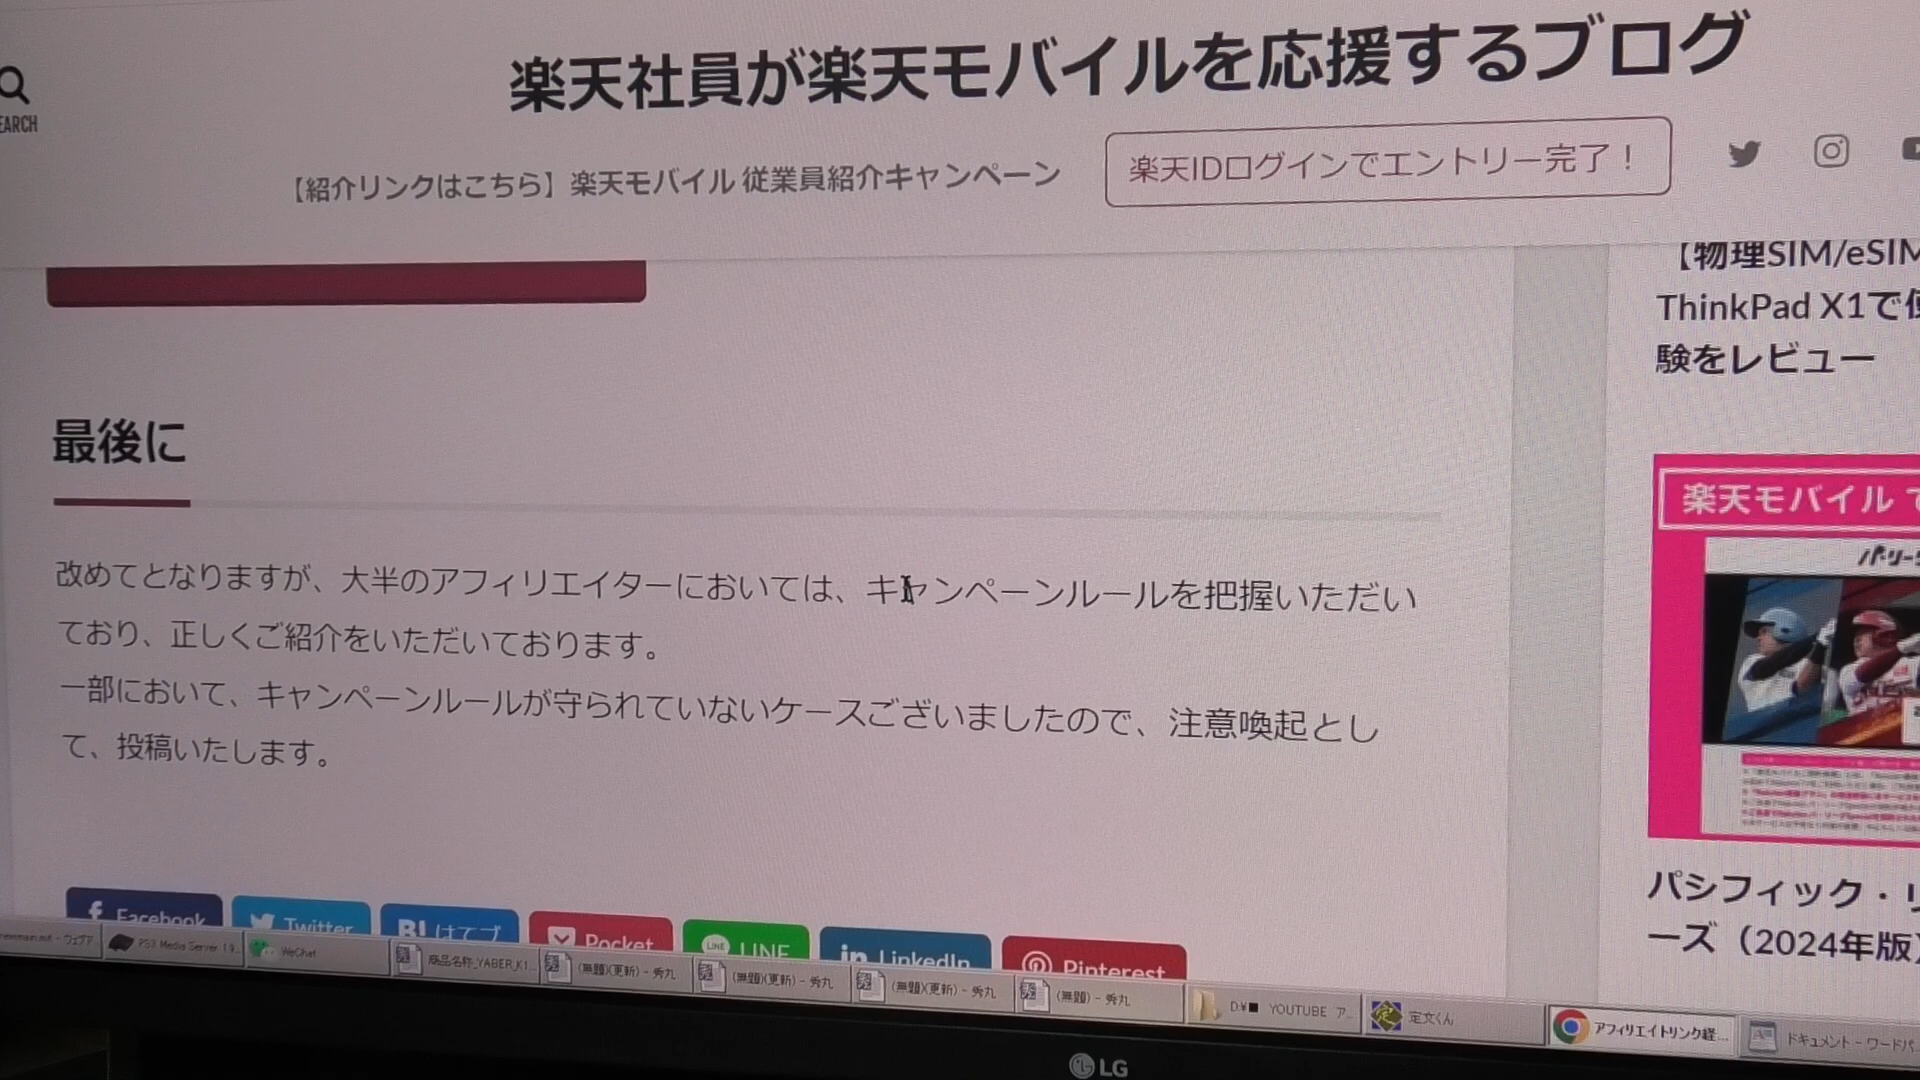 楽天社員が楽天モバイルを応援するブログ
EARCH
【紹介リンクはこちら】楽天モバイル 従業員紹介キャンペーン
楽天IDログインでエントリー完了！
【物理SIM/eSIM
ThinkPad X1で使
験をレビュー
最後に
改めてとなりますが、大半のアフィリエイターにおいては、キャンペーンルールを把握いただい
ており、正しくご紹介をいただいております。
一部において、キャンペーンルールが守られていないケースございましたので、注意喚起とし
て、投稿いたします。
楽天モバイル で
パ・リーグ
パシフィック・リ
ーズ（2024年版）
Facebook
Twitter
B! はてブ
Pocket
LINE
LinkedIn
Pinterest
PS3 Media Server 1.9...
WeChat
商品名称_YABER_K1...
(無題)(更新) - 秀丸
(無題)(更新) - 秀丸
(無題)(更新) - 秀丸
(無題) - 秀丸
D:¥■ YOUTUBE ア...
定文くん
アフィリエイトリンク経...
ドキュメント - ワードパ...
LG